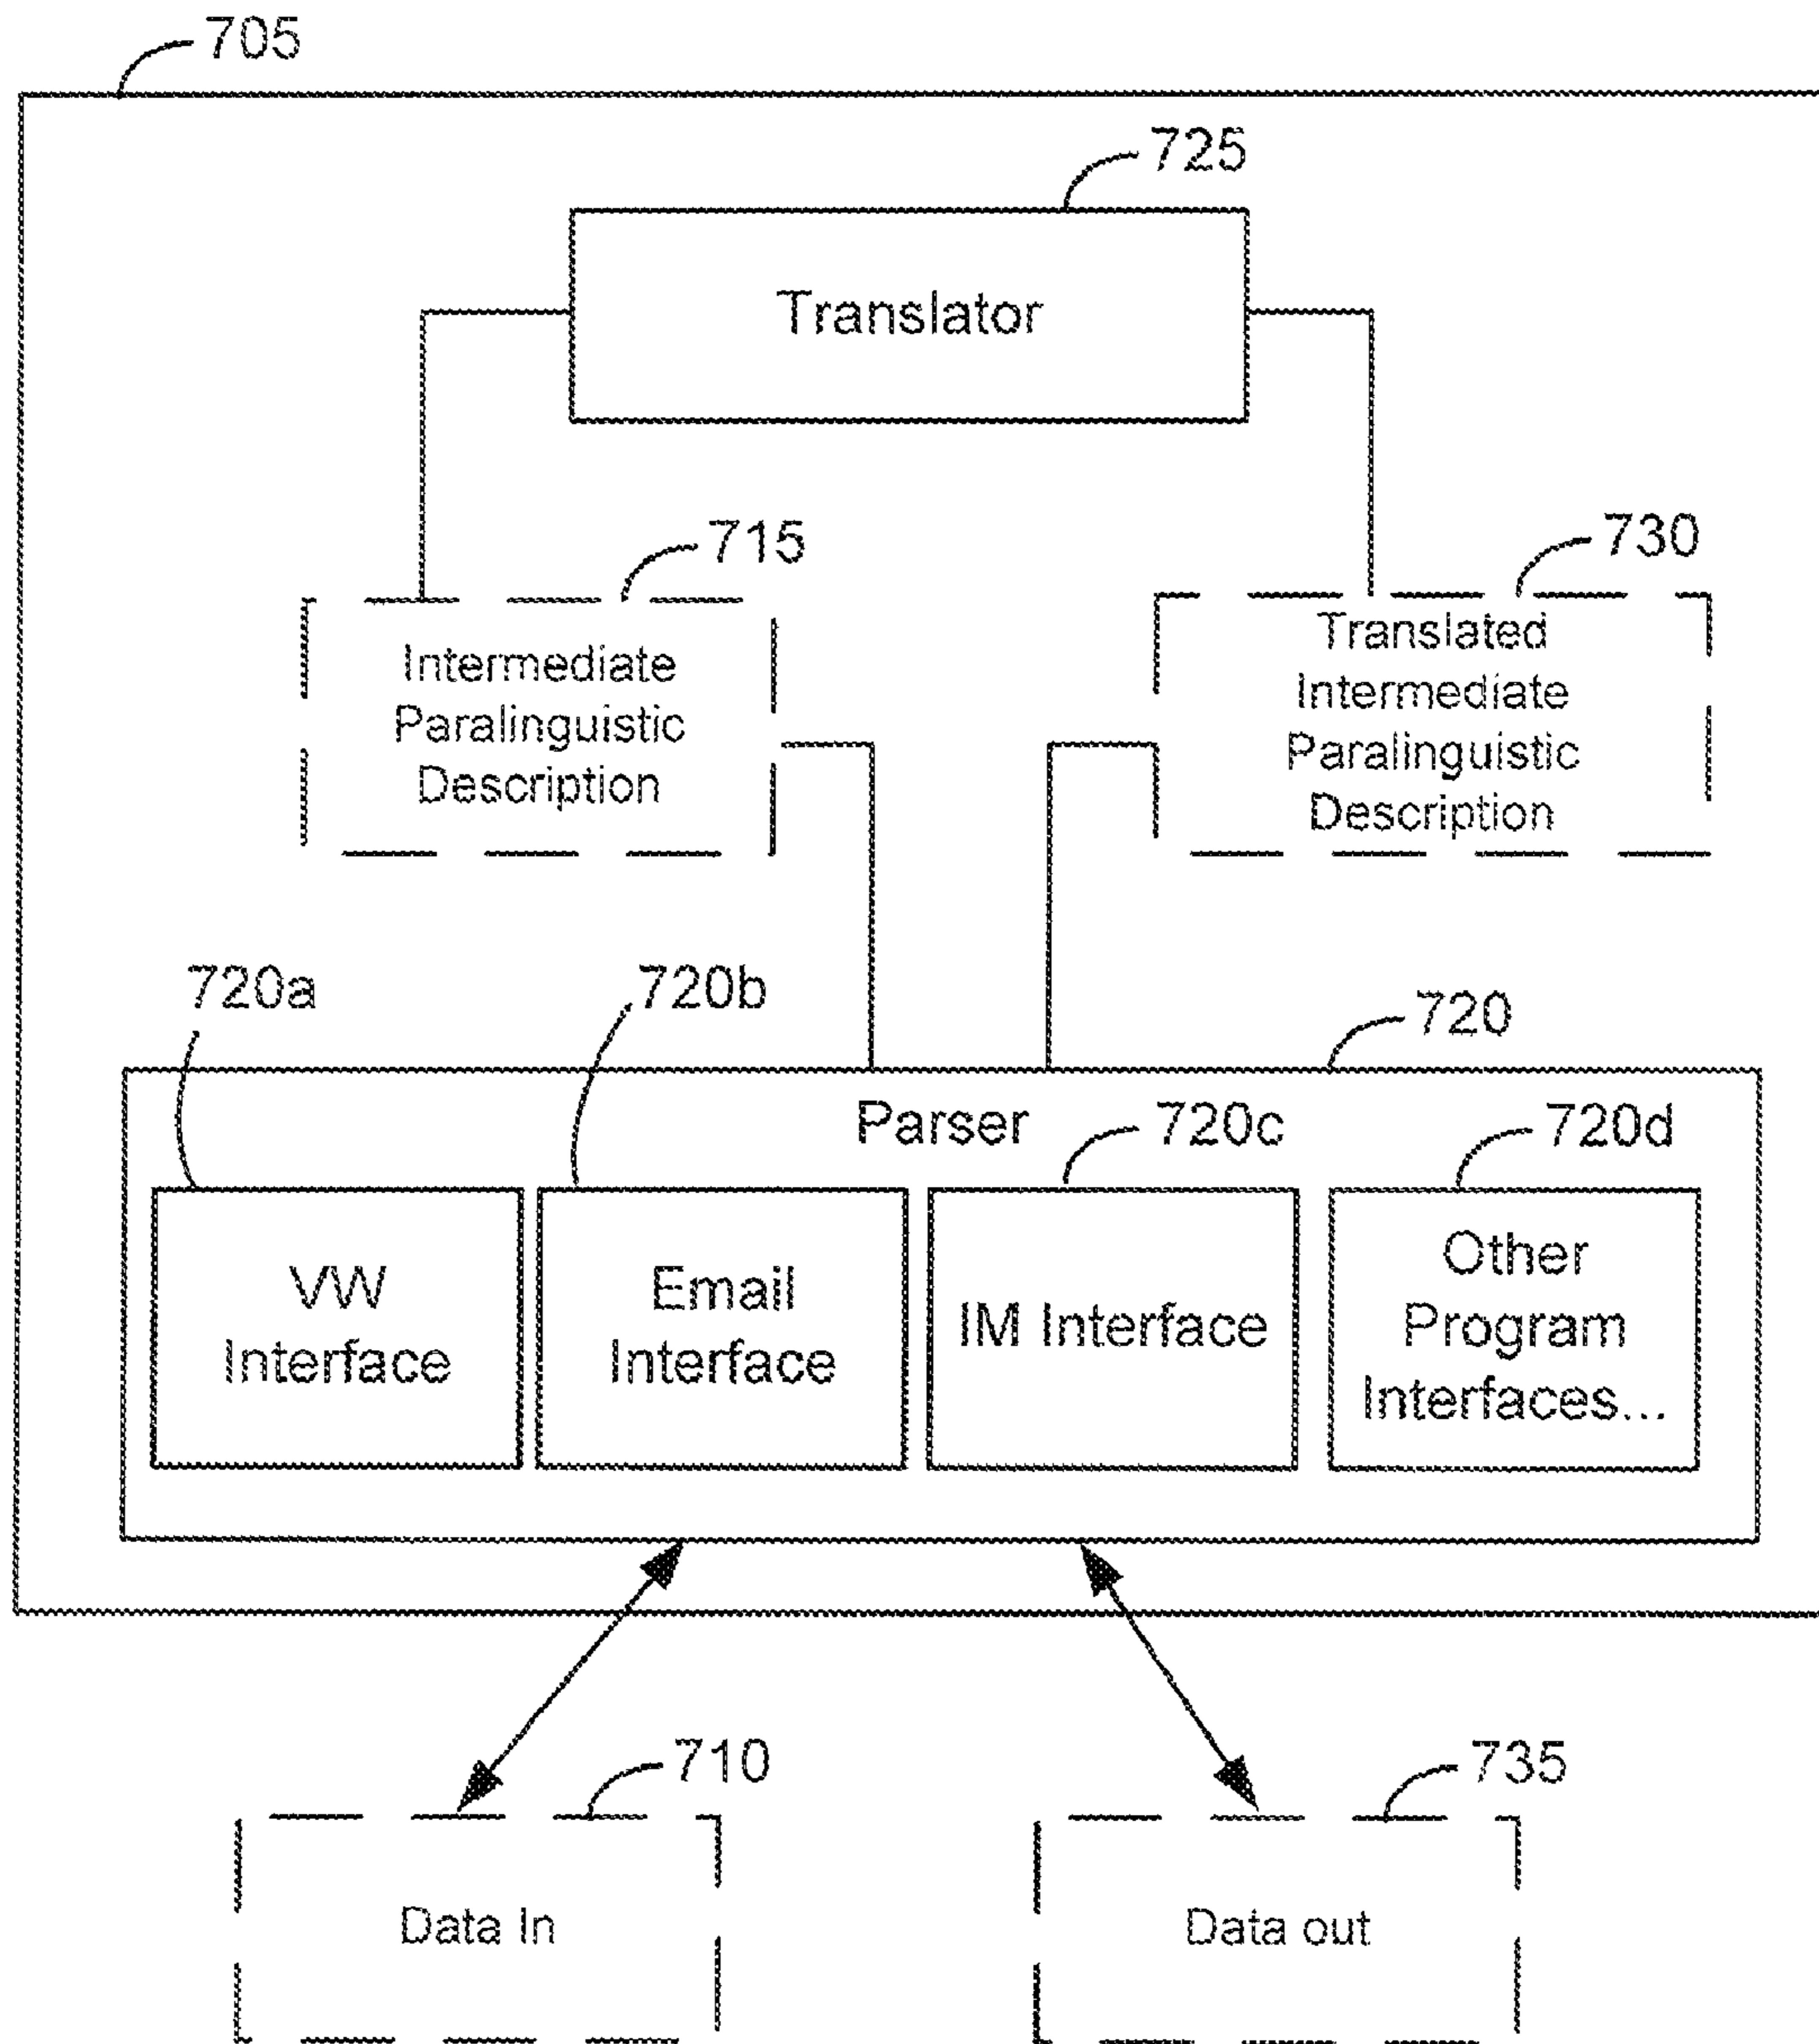 705
725
Translator
715
730
Intermediate
Paralinguistic
Description
Translated
Intermediate
Paralinguistic
Description
720a
720b
720
Parser
720c
720d
VW
Interface
Email
Interface
IM Interface
Other
Program
Interfaces...
710
735
Data In
Data out